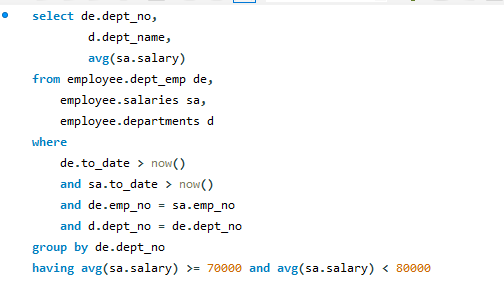 select de.dept_no,
d.dept_name,
avg(sa.salary)
from employee.dept_emp de,
employee.salaries sa,
employee.departments d
where
de.to_date > now()
and sa.to_date > now()
and de.emp_no = sa.emp_no
and d.dept_no = de.dept_no
group by de.dept_no
having avg(sa.salary) >= 70000 and avg(sa.salary) < 80000